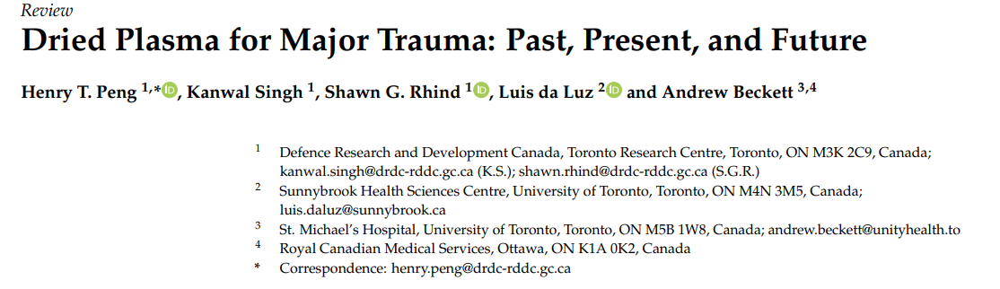 Review
Dried Plasma for Major Trauma: Past, Present, and Future
Henry T. Peng 1,* iD, Kanwal Singh 1, Shawn G. Rhind 1 iD, Luis da Luz 2 iD and Andrew Beckett 3,4
1 Defence Research and Development Canada, Toronto Research Centre, Toronto, ON M3K 2C9, Canada;
kanwal.singh@drdc-rddc.gc.ca (K.S.); shawn.rhind@drdc-rddc.gc.ca (S.G.R.)
2 Sunnybrook Health Sciences Centre, University of Toronto, Toronto, ON M4N 3M5, Canada;
luis.daluz@sunnybrook.ca
3 St. Michael's Hospital, University of Toronto, Toronto, ON M5B 1W8, Canada; andrew.beckett@unityhealth.to
4 Royal Canadian Medical Services, Ottawa, ON K1A 0K2, Canada
* Correspondence: henry.peng@drdc-rddc.gc.ca